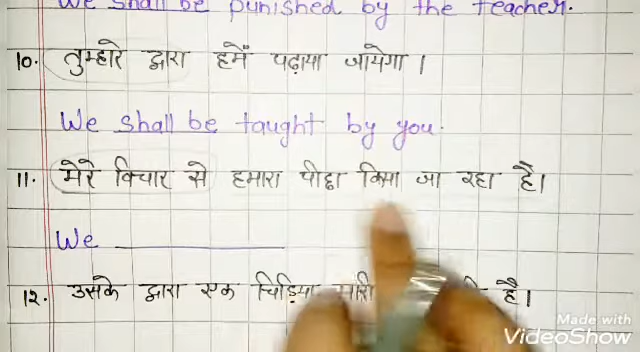 We shall be punished by the teacher.
10. तुम्हारे द्वारा हमें पढ़ाया जायेगा ।
We shall be taught by you.
11. मेरे विचार से हमारा पीछा किया जा रहा है।
We
12. उसके द्वारा एक चिड़िया मारी है।
Made with
VideoShow